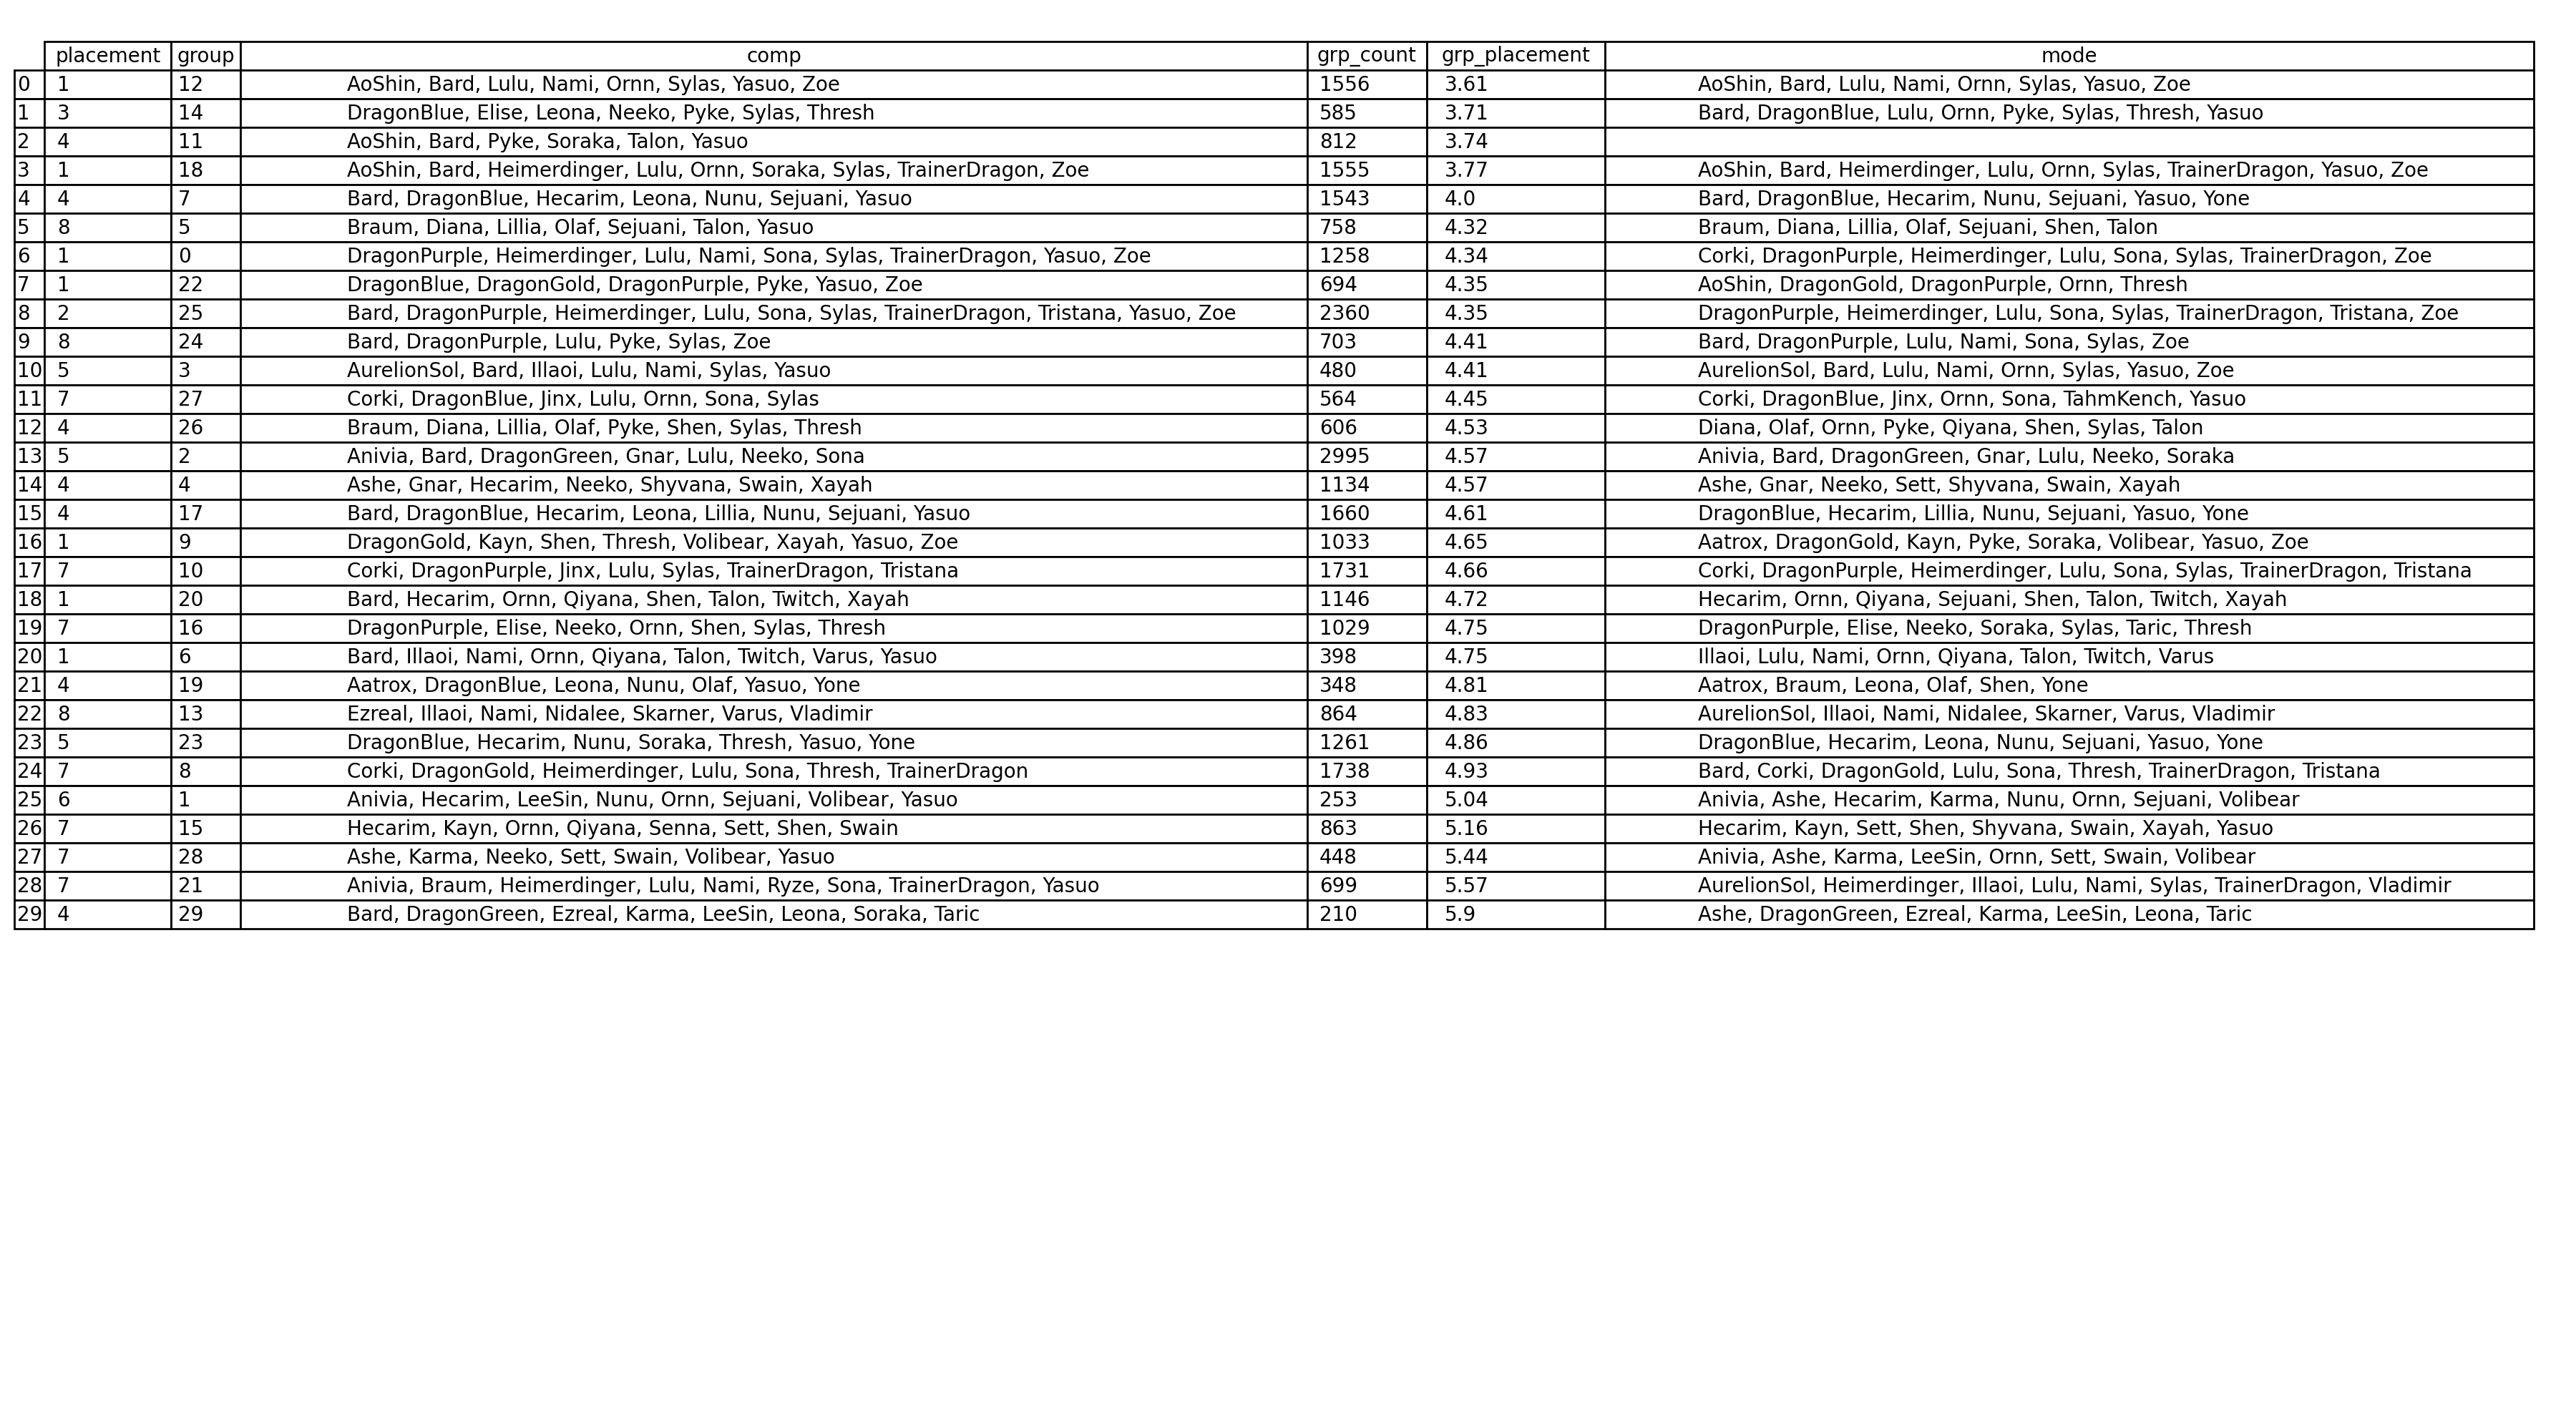 placement group comp grp_count grp_placement mode
0 1 12 AoShin, Bard, Lulu, Nami, Ornn, Sylas, Yasuo, Zoe 1556 3.61 AoShin, Bard, Lulu, Nami, Ornn, Sylas, Yasuo, Zoe
1 3 14 DragonBlue, Elise, Leona, Neeko, Pyke, Sylas, Thresh 585 3.71 Bard, DragonBlue, Lulu, Ornn, Pyke, Sylas, Thresh, Yasuo
2 4 11 AoShin, Bard, Pyke, Soraka, Talon, Yasuo 812 3.74
3 1 18 AoShin, Bard, Heimerdinger, Lulu, Ornn, Soraka, Sylas, TrainerDragon, Zoe 1555 3.77 AoShin, Bard, Heimerdinger, Lulu, Ornn, Sylas, TrainerDragon, Yasuo, Zoe
4 4 7 Bard, DragonBlue, Hecarim, Leona, Nunu, Sejuani, Yasuo 1543 4.0 Bard, DragonBlue, Hecarim, Nunu, Sejuani, Yasuo, Yone
5 8 5 Braum, Diana, Lillia, Olaf, Sejuani, Talon, Yasuo 758 4.32 Braum, Diana, Lillia, Olaf, Sejuani, Shen, Talon
6 1 0 DragonPurple, Heimerdinger, Lulu, Nami, Sona, Sylas, TrainerDragon, Yasuo, Zoe 1258 4.34 Corki, DragonPurple, Heimerdinger, Lulu, Sona, Sylas, TrainerDragon, Zoe
7 1 22 DragonBlue, DragonGold, DragonPurple, Pyke, Yasuo, Zoe 694 4.35 AoShin, DragonGold, DragonPurple, Ornn, Thresh
8 2 25 Bard, DragonPurple, Heimerdinger, Lulu, Sona, Sylas, TrainerDragon, Tristana, Yasuo, Zoe 2360 4.35 DragonPurple, Heimerdinger, Lulu, Sona, Sylas, TrainerDragon, Tristana, Zoe
9 8 24 Bard, DragonPurple, Lulu, Pyke, Sylas, Zoe 703 4.41 Bard, DragonPurple, Lulu, Nami, Sona, Sylas, Zoe
10 5 3 AurelionSol, Bard, Illaoi, Lulu, Nami, Sylas, Yasuo 480 4.41 AurelionSol, Bard, Lulu, Nami, Ornn, Sylas, Yasuo, Zoe
11 7 27 Corki, DragonBlue, Jinx, Lulu, Ornn, Sona, Sylas 564 4.45 Corki, DragonBlue, Jinx, Ornn, Sona, TahmKench, Yasuo
12 4 26 Braum, Diana, Lillia, Olaf, Pyke, Shen, Sylas, Thresh 606 4.53 Diana, Olaf, Ornn, Pyke, Qiyana, Shen, Sylas, Talon
13 5 2 Anivia, Bard, DragonGreen, Gnar, Lulu, Neeko, Sona 2995 4.57 Anivia, Bard, DragonGreen, Gnar, Lulu, Neeko, Soraka
14 4 4 Ashe, Gnar, Hecarim, Neeko, Shyvana, Swain, Xayah 1134 4.57 Ashe, Gnar, Neeko, Sett, Shyvana, Swain, Xayah
15 4 17 Bard, DragonBlue, Hecarim, Leona, Lillia, Nunu, Sejuani, Yasuo 1660 4.61 DragonBlue, Hecarim, Lillia, Nunu, Sejuani, Yasuo, Yone
16 1 9 DragonGold, Kayn, Shen, Thresh, Volibear, Xayah, Yasuo, Zoe 1033 4.65 Aatrox, DragonGold, Kayn, Pyke, Soraka, Volibear, Yasuo, Zoe
17 7 10 Corki, DragonPurple, Jinx, Lulu, Sylas, TrainerDragon, Tristana 1731 4.66 Corki, DragonPurple, Heimerdinger, Lulu, Sona, Sylas, TrainerDragon, Tristana
18 1 20 Bard, Hecarim, Ornn, Qiyana, Shen, Talon, Twitch, Xayah 1146 4.72 Hecarim, Ornn, Qiyana, Sejuani, Shen, Talon, Twitch, Xayah
19 7 16 DragonPurple, Elise, Neeko, Ornn, Shen, Sylas, Thresh 1029 4.75 DragonPurple, Elise, Neeko, Soraka, Sylas, Taric, Thresh
20 1 6 Bard, Illaoi, Nami, Ornn, Qiyana, Talon, Twitch, Varus, Yasuo 398 4.75 Illaoi, Lulu, Nami, Ornn, Qiyana, Talon, Twitch, Varus
21 4 19 Aatrox, DragonBlue, Leona, Nunu, Olaf, Yasuo, Yone 348 4.81 Aatrox, Braum, Leona, Olaf, Shen, Yone
22 8 13 Ezreal, Illaoi, Nami, Nidalee, Skarner, Varus, Vladimir 864 4.83 AurelionSol, Illaoi, Nami, Nidalee, Skarner, Varus, Vladimir
23 5 23 DragonBlue, Hecarim, Nunu, Soraka, Thresh, Yasuo, Yone 1261 4.86 DragonBlue, Hecarim, Leona, Nunu, Sejuani, Yasuo, Yone
24 7 8 Corki, DragonGold, Heimerdinger, Lulu, Sona, Thresh, TrainerDragon 1738 4.93 Bard, Corki, DragonGold, Lulu, Sona, Thresh, TrainerDragon, Tristana
25 6 1 Anivia, Hecarim, LeeSin, Nunu, Ornn, Sejuani, Volibear, Yasuo 253 5.04 Anivia, Ashe, Hecarim, Karma, Nunu, Ornn, Sejuani, Volibear
26 7 15 Hecarim, Kayn, Ornn, Qiyana, Senna, Sett, Shen, Swain 863 5.16 Hecarim, Kayn, Sett, Shen, Shyvana, Swain, Xayah, Yasuo
27 7 28 Ashe, Karma, Neeko, Sett, Swain, Volibear, Yasuo 448 5.44 Anivia, Ashe, Karma, LeeSin, Ornn, Sett, Swain, Volibear
28 7 21 Anivia, Braum, Heimerdinger, Lulu, Nami, Ryze, Sona, TrainerDragon, Yasuo 699 5.57 AurelionSol, Heimerdinger, Illaoi, Lulu, Nami, Sylas, TrainerDragon, Vladimir
29 4 29 Bard, DragonGreen, Ezreal, Karma, LeeSin, Leona, Soraka, Taric 210 5.9 Ashe, DragonGreen, Ezreal, Karma, LeeSin, Leona, Taric